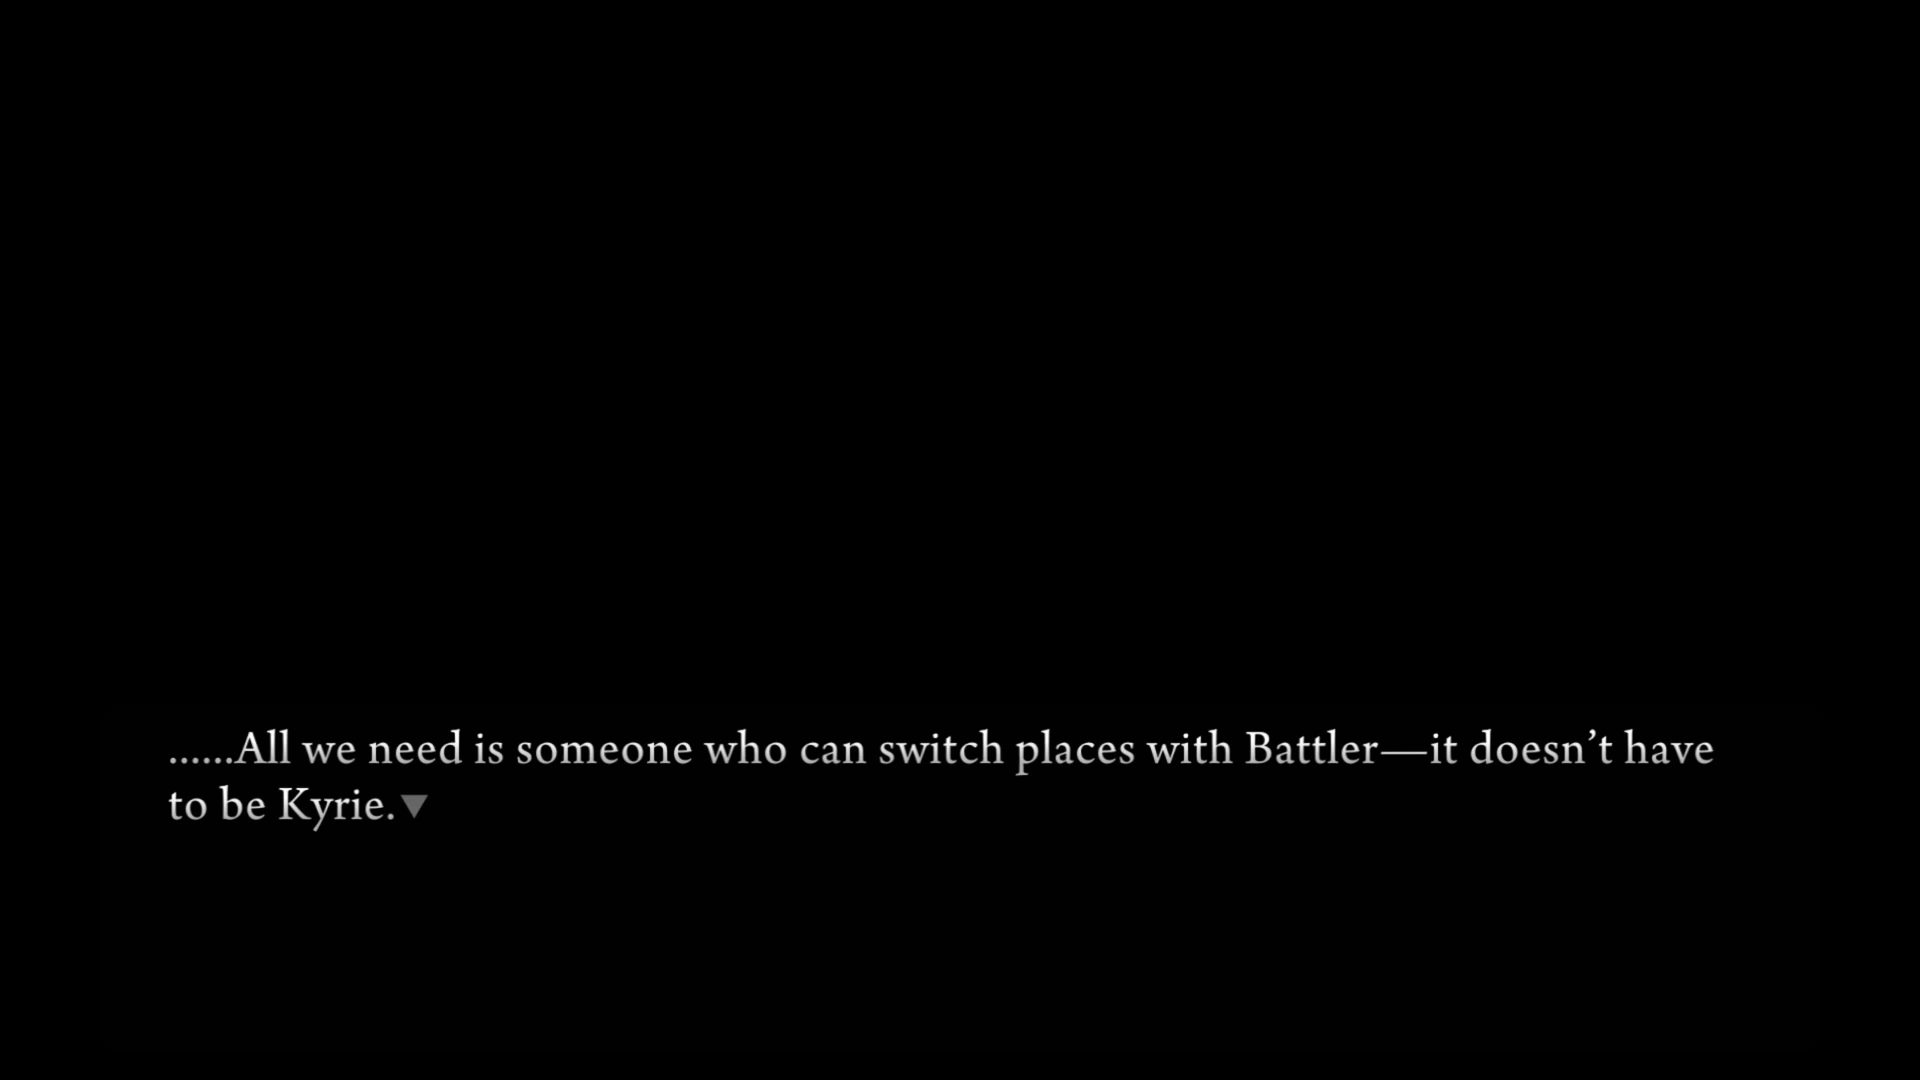 ......All we need is someone who can switch places with Battler—it doesn’t have
to be Kyrie.